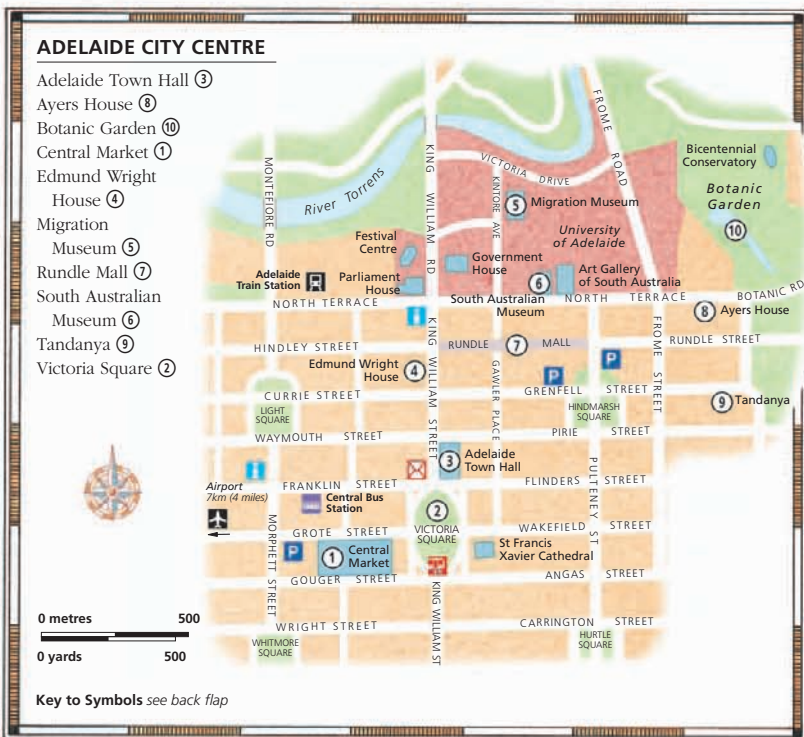 ADELAIDE CITY CENTRE
Adelaide Town Hall ③
Ayers House ⑧
Botanic Garden ⑩
Central Market ①
Edmund Wright
House ④
Migration
Museum ⑤
Rundle Mall ⑦
South Australian
Museum ⑥
Tandanya ⑨
Victoria Square ②
FROME ROAD
MONTEFIORE RD
KING WILLIAM RD
Bicentennial
Conservatory
VICTORIA DRIVE
River Torrens
KINTORE AVE
Botanic
Garden
⑩
⑤ Migration Museum
University
of Adelaide
Festival
Centre
Government
House
Adelaide
Train Station
Parliament
House
⑥
Art Gallery
of South Australia
South Australian
Museum
NORTH TERRACE
NORTH TERRACE
BOTANIC RD
⑧ Ayers House
i
KING WILLIAM STREET
FROME STREET
HINDLEY STREET
RUNDLE ⑦ MALL
RUNDLE STREET
P
Edmund Wright
House
④
GAWLER PLACE
P
CURRIE STREET
GRENFELL STREET
LIGHT
SQUARE
HINDMARSH
SQUARE
⑨ Tandanya
WAYMOUTH STREET
PIRIE STREET
③ Adelaide
Town Hall
i
PULTENEY ST
Airport
7km (4 miles)
FRANKLIN STREET
FLINDERS STREET
Central Bus
Station
②
VICTORIA
SQUARE
MORPHETT STREET
GROTE STREET
WAKEFIELD STREET
P
① Central
Market
St Francis
Xavier Cathedral
GOUGER STREET
ANGAS STREET
KING WILLIAM ST
0 metres 500
WRIGHT STREET
CARRINGTON STREET
WHITMORE
SQUARE
HURTLE
SQUARE
0 yards 500
Key to Symbols see back flap